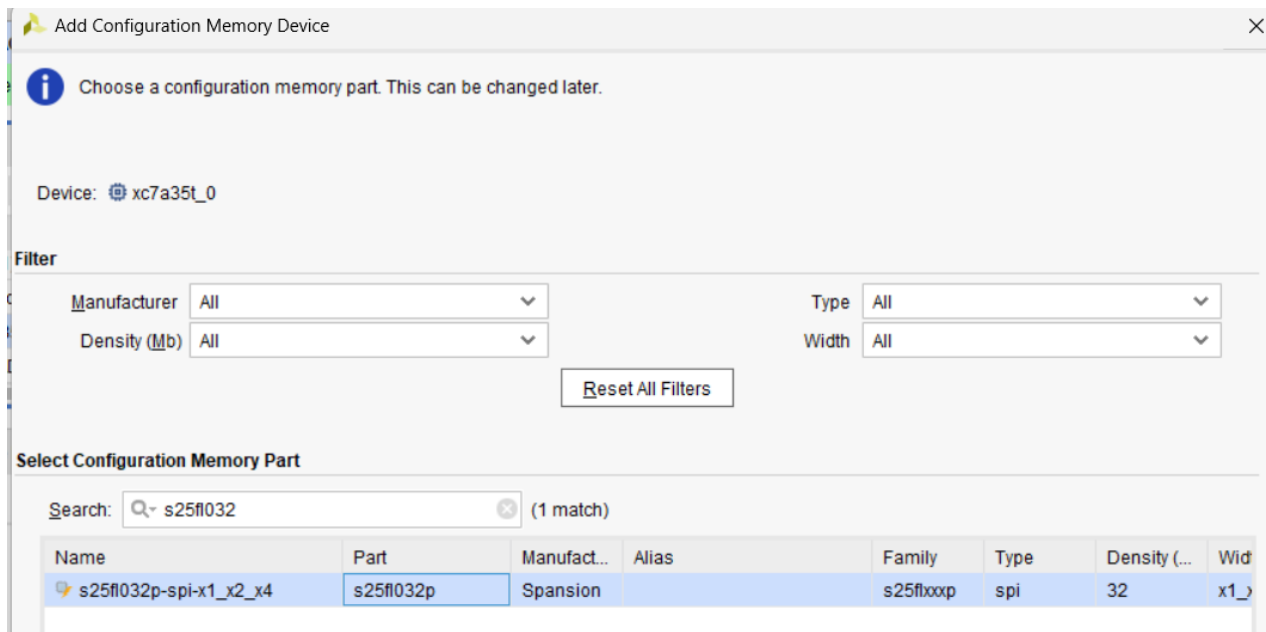 Add Configuration Memory Device
Choose a configuration memory part. This can be changed later.
Device: xc7a35t_0
Filter
Manufacturer All Type All
Density (Mb) All Width All
Reset All Filters
Select Configuration Memory Part
Search: s25fl032 (1 match)
Name Part Manufact... Alias Family Type Density (...
s25fl032p-spi-x1_x2_x4 s25fl032p Spansion s25flxxxp spi 32